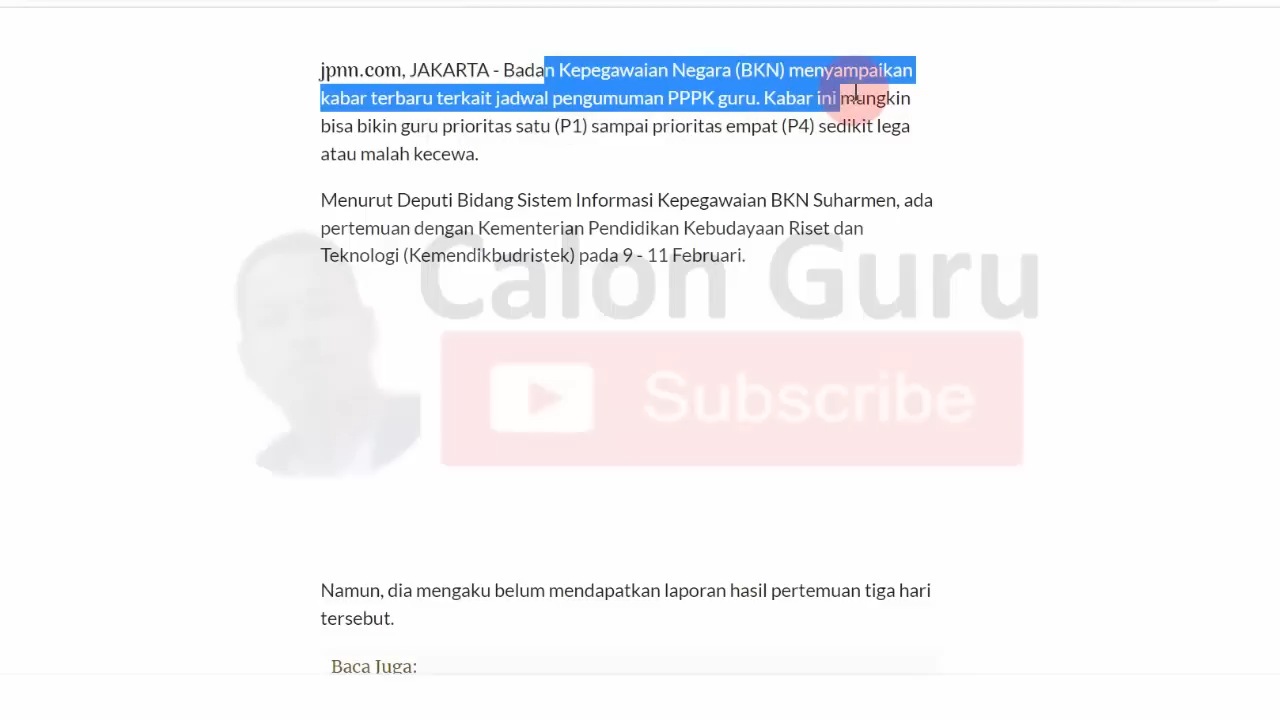 jpnn.com, JAKARTA - Badan Kepegawaian Negara (BKN) menyampaikan
kabar terbaru terkait jadwal pengumuman PPPK guru. Kabar ini mungkin
bisa bikin guru prioritas satu (P1) sampai prioritas empat (P4) sedikit lega
atau malah kecewa.
Menurut Deputi Bidang Sistem Informasi Kepegawaian BKN Suharmen, ada
pertemuan dengan Kementerian Pendidikan Kebudayaan Riset dan
Teknologi (Kemendikbudristek) pada 9 - 11 Februari.
Calon Guru
Subscribe
Namun, dia mengaku belum mendapatkan laporan hasil pertemuan tiga hari
tersebut.
Baca Juga: